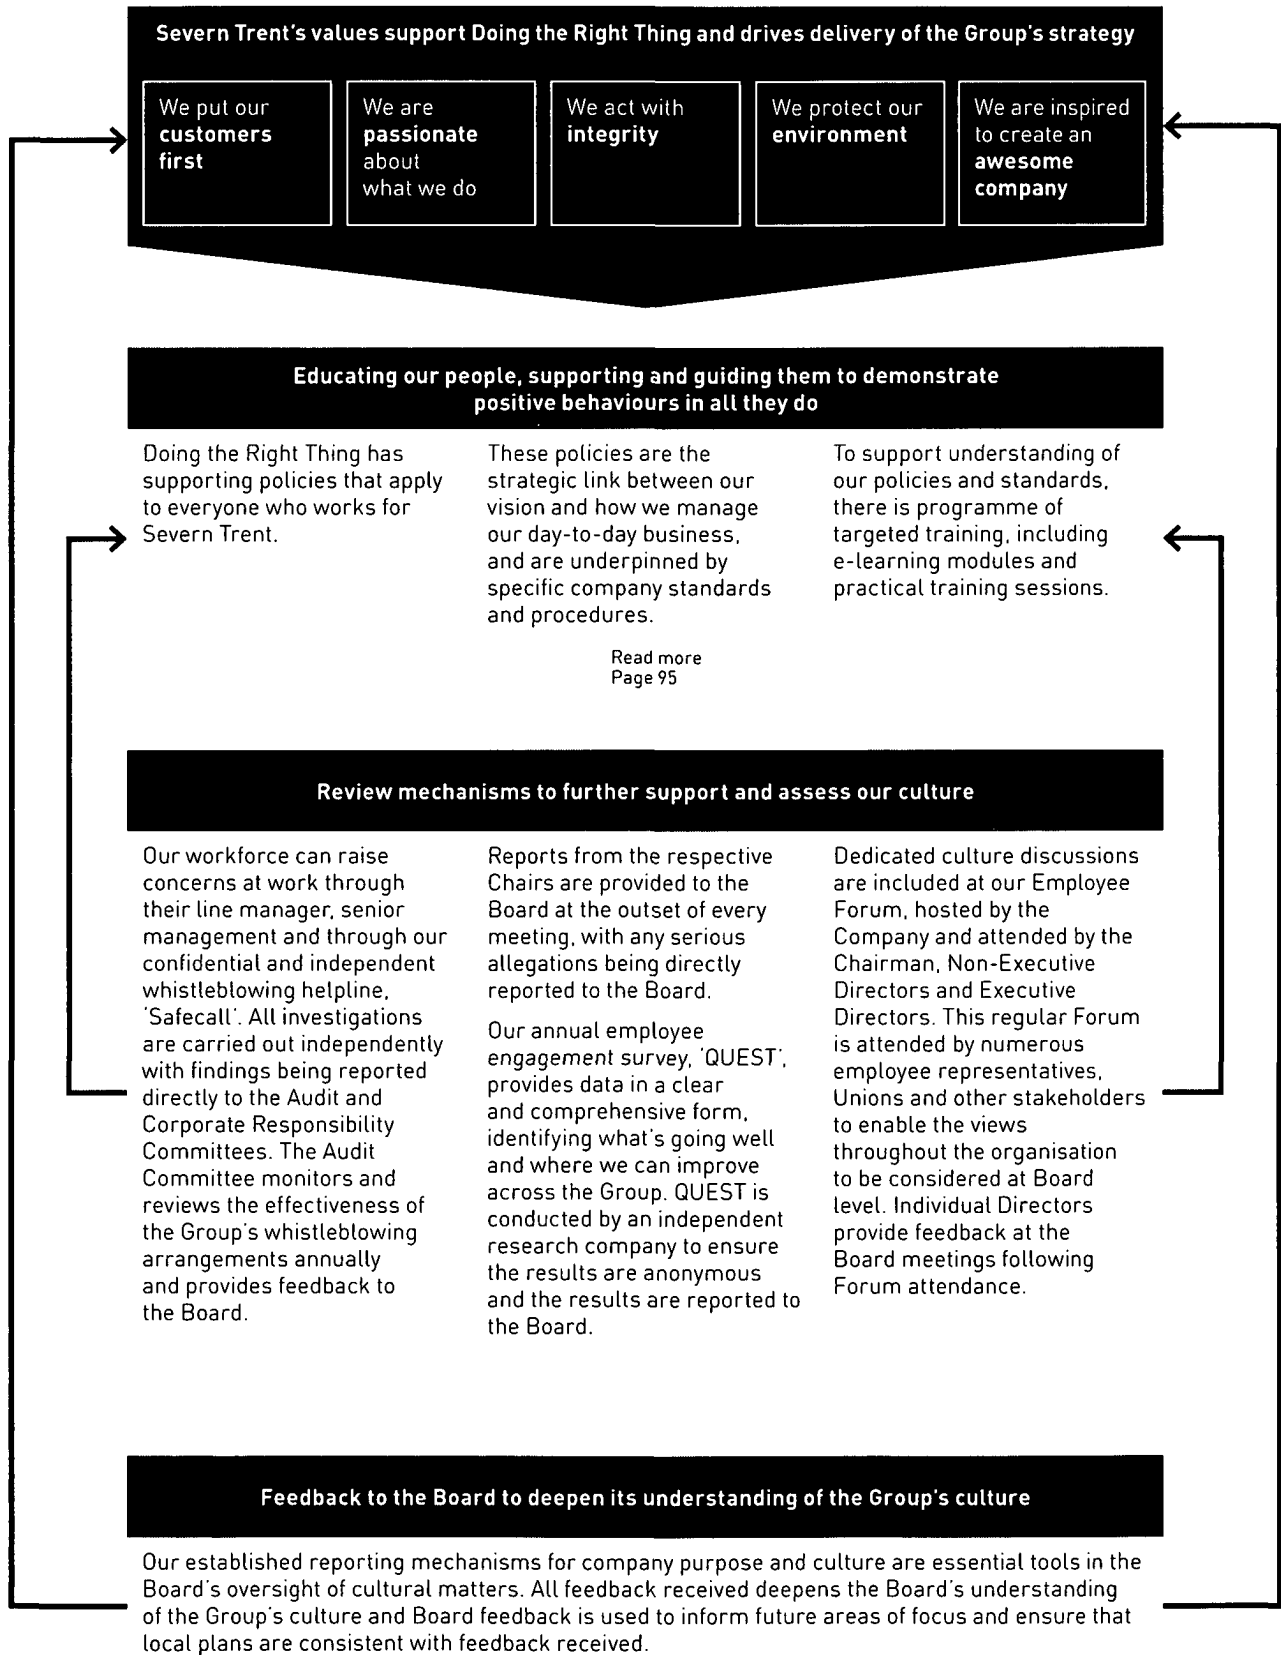 Severn Trent's values support Doing the Right Thing and drives delivery of the Group's strategy
We put our
customers
first
We are
passionate
about
what we do
We act with
integrity
We protect our
environment
We are inspired
to create an
awesome
company
Educating our people, supporting and guiding them to demonstrate
positive behaviours in all they do
Doing the Right Thing has
supporting policies that apply
to everyone who works for
Severn Trent.
These policies are the
strategic link between our
vision and how we manage
our day-to-day business,
and are underpinned by
specific company standards
and procedures.
To support understanding of
our policies and standards,
there is programme of
targeted training, including
e-learning modules and
practical training sessions.
Read more
Page 95
Review mechanisms to further support and assess our culture
Our workforce can raise
concerns at work through
their line manager, senior
management and through our
confidential and independent
whistleblowing helpline,
'Safecall'. All investigations
are carried out independently
with findings being reported
directly to the Audit and
Corporate Responsibility
Committees. The Audit
Committee monitors and
reviews the effectiveness of
the Group's whistleblowing
arrangements annually
and provides feedback to
the Board.
Reports from the respective
Chairs are provided to the
Board at the outset of every
meeting, with any serious
allegations being directly
reported to the Board.
Our annual employee
engagement survey, 'QUEST',
provides data in a clear
and comprehensive form,
identifying what's going well
and where we can improve
across the Group. QUEST is
conducted by an independent
research company to ensure
the results are anonymous
and the results are reported to
the Board.
Dedicated culture discussions
are included at our Employee
Forum, hosted by the
Company and attended by the
Chairman, Non-Executive
Directors and Executive
Directors. This regular Forum
is attended by numerous
employee representatives,
Unions and other stakeholders
to enable the views
throughout the organisation
to be considered at Board
level. Individual Directors
provide feedback at the
Board meetings following
Forum attendance.
Feedback to the Board to deepen its understanding of the Group's culture
Our established reporting mechanisms for company purpose and culture are essential tools in the
Board's oversight of cultural matters. All feedback received deepens the Board's understanding
of the Group's culture and Board feedback is used to inform future areas of focus and ensure that
local plans are consistent with feedback received.